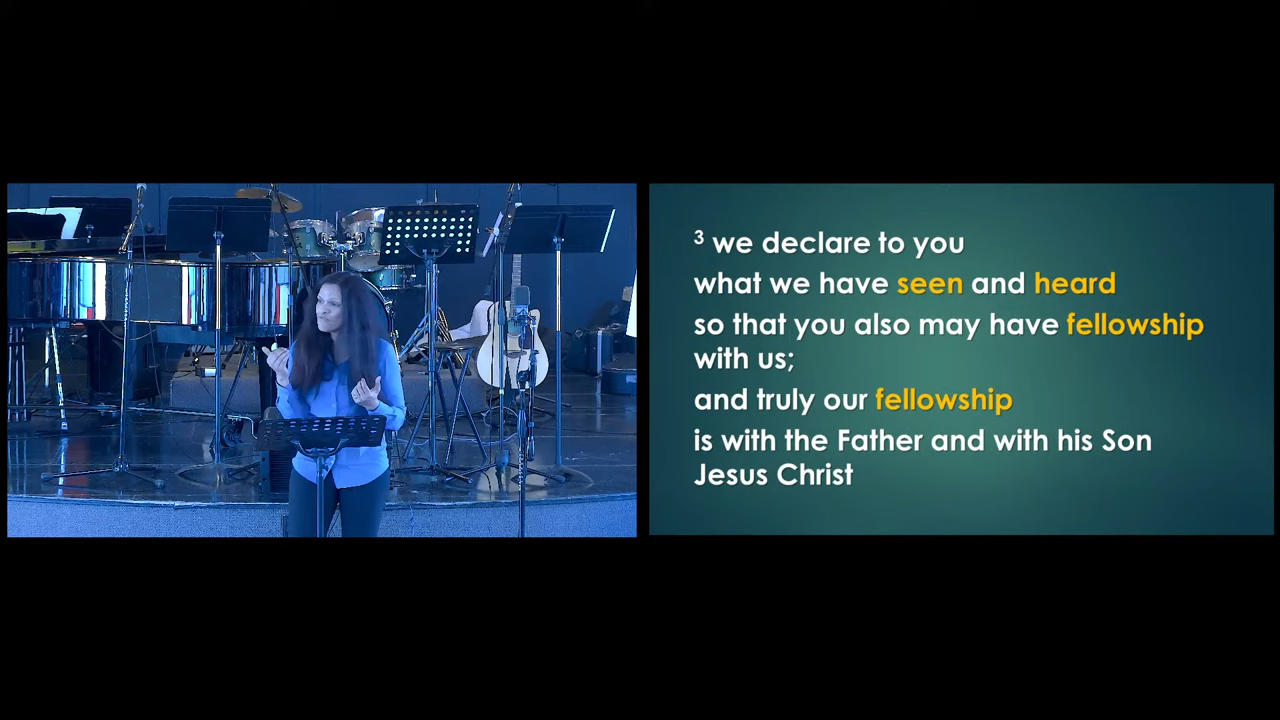 3 we declare to you
what we have seen and heard
so that you also may have fellowship
with us;
and truly our fellowship
is with the Father and with his Son
Jesus Christ